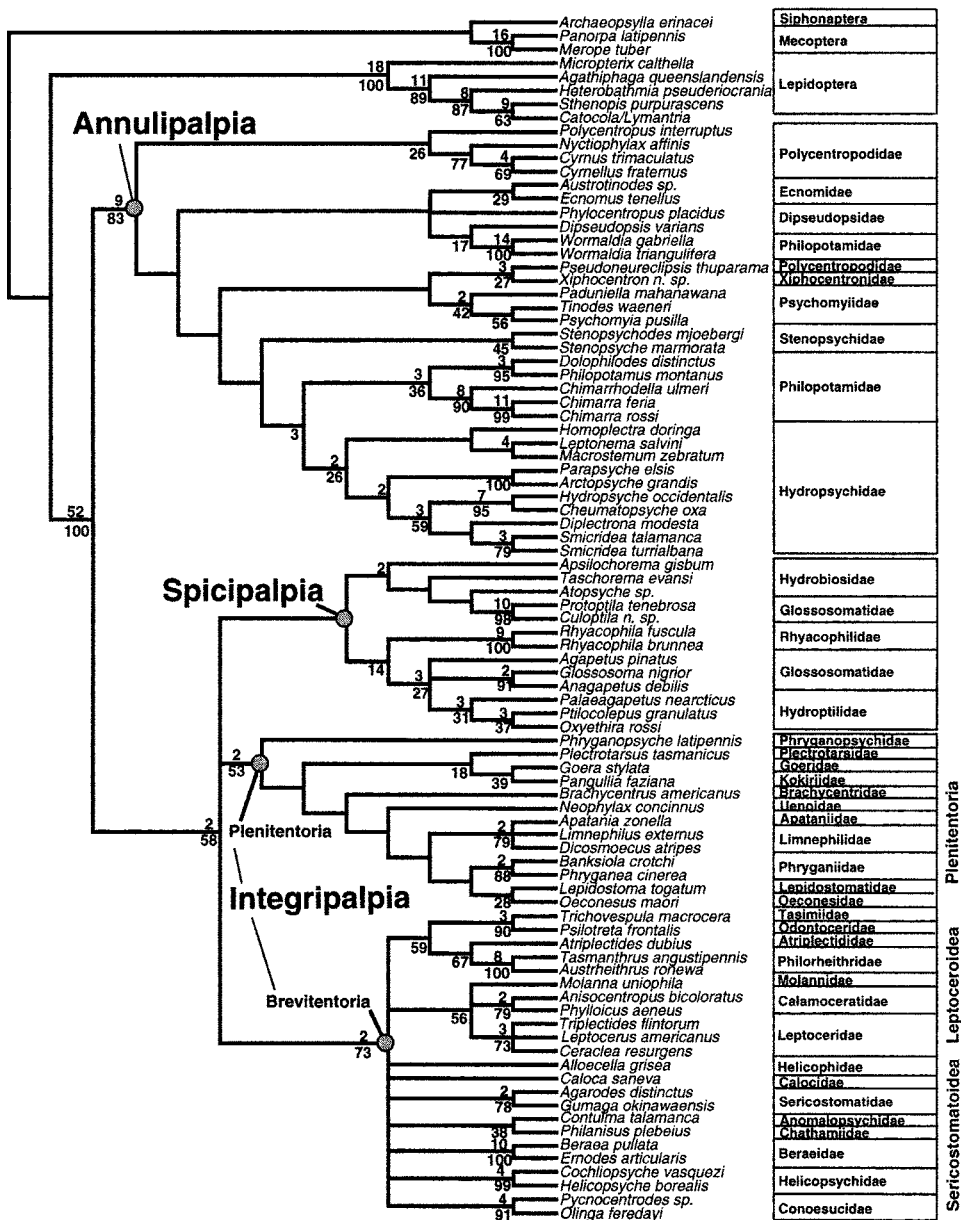 Archaeopsylla erinacei
Siphonaptera
16
Panorpa latipennis
Mecoptera
100
Merope tuber
18
Micropterix calthella
100
11
Agathiphaga queenslandensis
89
8
Heterobathmia pseuderiocrania
Lepidoptera
87
9
Sthenopis purpurascens
63
Catocola/Lymantria
Annulipalpia
Polycentropus interruptus
26
Nyctiophylax affinis
Polycentropodidae
77
4
Cyrnus trimaculatus
69
Cyrnellus fraternus
9
83
Austrotinodes sp.
Ecnomidae
29
Ecnomus tenellus
Phylocentropus placidus
Dipseudopsidae
Dipseudopsis varians
17
14
Wormaldia gabriella
Philopotamidae
100
Wormaldia triangulifera
3
Pseudoneureclipsis thuparama
Polycentropodidae
27
Xiphocentron n. sp.
Xiphocentronidae
2
42
Paduniella mahanawana
Psychomyiidae
Tinodes waeneri
56
Psychomyia pusilla
Stenopsychodes mjoebergi
Stenopsychidae
45
Stenopsyche marmorata
3
36
3
Dolophilodes distinctus
95
Philopotamus montanus
Philopotamidae
8
90
Chimarrhodella ulmeri
11
Chimarra feria
99
Chimarra rossi
3
Homoplectra doringa
4
Leptonema salvini
Macrostemum zebratum
2
26
Parapsyche elsis
100
Arctopsyche grandis
Hydropsychidae
2
7
95
Hydropsyche occidentalis
Cheumatopsyche oxa
3
59
Diplectrona modesta
3
Smicridea talamanca
79
Smicridea turrialbana
52
100
Spicipalpia
2
Apsilochorema gisbum
Hydrobiosidae
Taschorema evansi
Atopsyche sp.
10
Protoptila tenebrosa
Glossosomatidae
98
Culoptila n. sp.
9
Rhyacophila fuscula
Rhyacophilidae
100
Rhyacophila brunnea
14
Agapetus pinatus
Glossosomatidae
3
27
2
Glossosoma nigrior
91
Anagapetus debilis
3
31
Palaeagapetus nearcticus
Hydroptilidae
3
Ptilocolepus granulatus
37
Oxyethira rossi
2
53
Phryganopsyche latipennis
Phryganopsychidae
Plectrotarsus tasmanicus
Plectrotarsidae
18
Goera stylata
Goeridae
39
Pangullia faziana
Kokiriidae
Brachycentrus americanus
Brachycentridae
Neophylax concinnus
Uenoidae
2
58
Plenitentoria
Apatania zonella
Apataniidae
2
79
Limnephilus externus
Limnephilidae
Dicosmoecus atripes
2
Banksiola crotchi
Phryganiidae
88
Phryganea cinerea
Lepidostoma togatum
Lepidostomatidae
28
Oeconesus maori
Oeconesidae
Plenitentoria
Integripalpia
3
Trichovespula macrocera
Tasimiidae
90
Psilotreta frontalis
Odontoceridae
59
Atriplectides dubius
Atriplectididae
67
8
Tasmanthrus angustipennis
Philorheithridae
100
Austrheithrus ronewa
Brevitentoria
Molanna uniophila
Molannidae
56
2
Anisocentropus bicoloratus
Calamoceratidae
79
Phylloicus aeneus
3
Triplectides flintorum
Leptoceridae
73
Leptocerus americanus
Ceraclea resurgens
Leptoceroidea
2
73
Alloecella grisea
Helicophidae
Caloca saneva
Calocidae
2
Agarodes distinctus
Sericostomatidae
78
Gumaga okinawaensis
Contulma talamanca
Anomalopsychidae
38
Philanisus plebeius
Chathamiidae
10
Beraea pullata
Beraeidae
100
Ernodes articularis
4
Cochliopsyche vasquezi
Helicopsychidae
99
Helicopsyche borealis
4
Pycnocentrodes sp.
Conoesucidae
91
Olinga feredayi
Sericostomatoidea